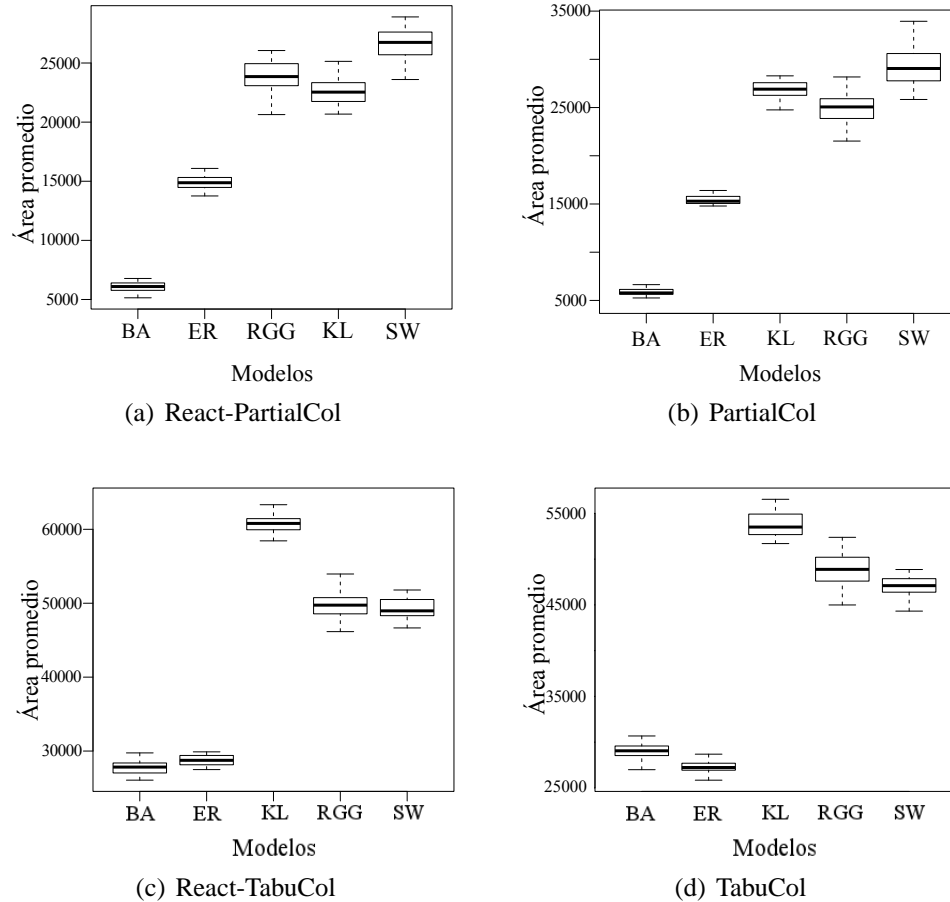 Área promedio
25000
20000
15000
10000
5000
BA ER RGG KL SW
Modelos
(a) React-PartialCol
Área promedio
35000
25000
15000
5000
BA ER KL RGG SW
Modelos
(b) PartialCol
Área promedio
60000
50000
40000
30000
BA ER KL RGG SW
Modelos
(c) React-TabuCol
Área promedio
55000
45000
35000
25000
BA ER KL RGG SW
Modelos
(d) TabuCol